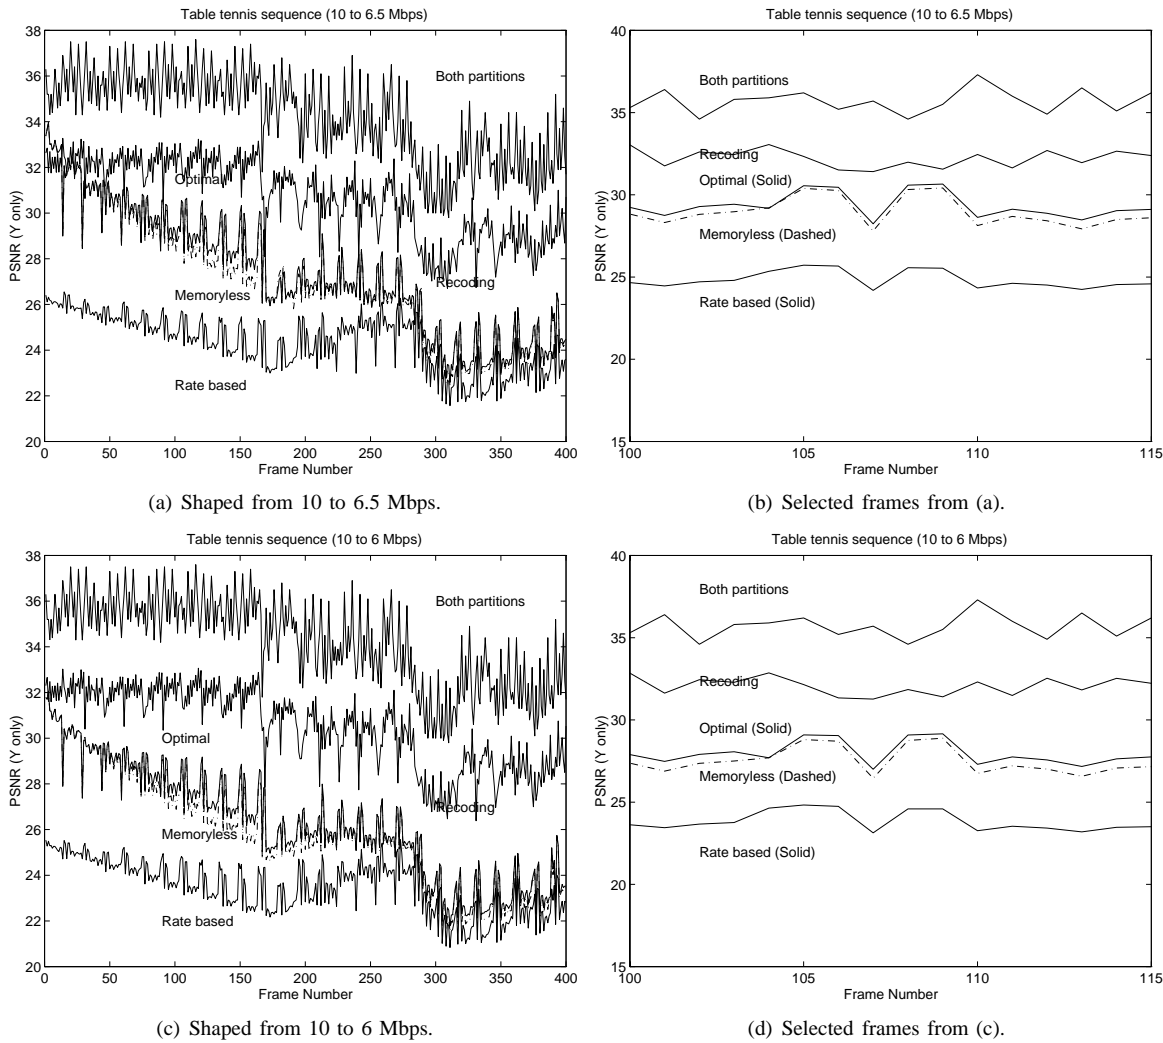 Table tennis sequence (10 to 6.5 Mbps)
38
36
34
32
30
28
26
24
22
20
PSNR (Y only)
Both partitions
Optimal
Recoding
Memoryless
Rate based
0
50
100
150
200
250
300
350
400
Frame Number
(a) Shaped from 10 to 6.5 Mbps.
Table tennis sequence (10 to 6.5 Mbps)
40
35
30
25
20
15
PSNR (Y only)
Both partitions
Recoding
Optimal (Solid)
Memoryless (Dashed)
Rate based (Solid)
100
105
110
115
Frame Number
(b) Selected frames from (a).
Table tennis sequence (10 to 6 Mbps)
38
36
34
32
30
28
26
24
22
20
PSNR (Y only)
Both partitions
Optimal
Recoding
Memoryless
Rate based
0
50
100
150
200
250
300
350
400
Frame Number
(c) Shaped from 10 to 6 Mbps.
Table tennis sequence (10 to 6 Mbps)
40
35
30
25
20
15
PSNR (Y only)
Both partitions
Recoding
Optimal (Solid)
Memoryless (Dashed)
Rate based (Solid)
100
105
110
115
Frame Number
(d) Selected frames from (c).